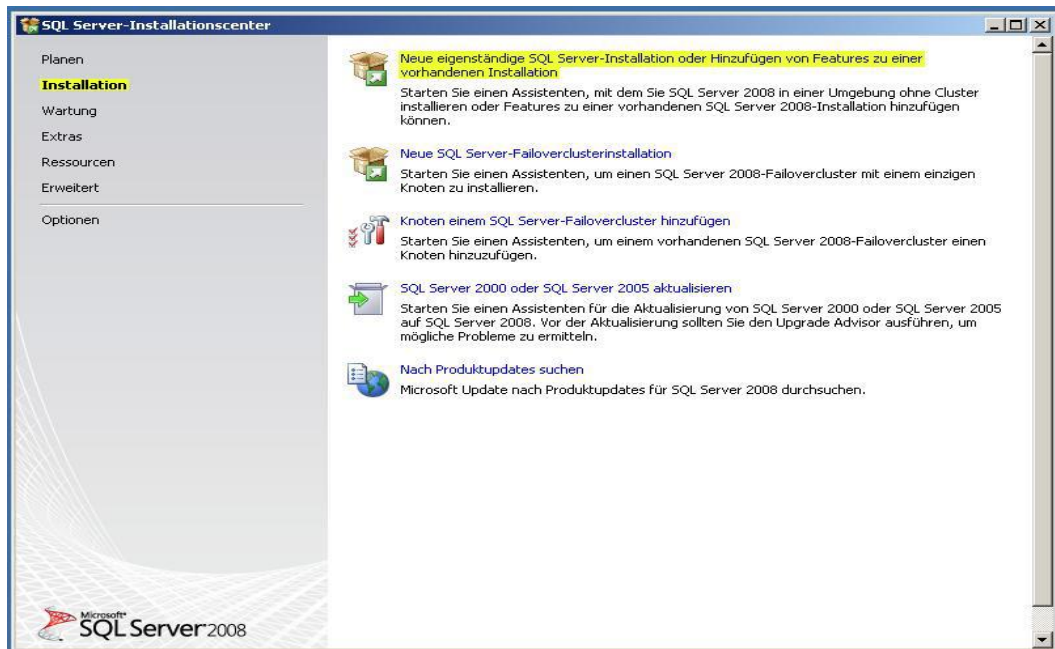 SQL Server-Installationscenter
Planen
Installation
Wartung
Extras
Ressourcen
Erweitert
Optionen
Neue eigenständige SQL Server-Installation oder Hinzufügen von Features zu einer
vorhandenen Installation
Starten Sie einen Assistenten, mit dem Sie SQL Server 2008 in einer Umgebung ohne Cluster
installieren oder Features zu einer vorhandenen SQL Server 2008-Installation hinzufügen
können.
Neue SQL Server-Failoverclusterinstallation
Starten Sie einen Assistenten, um einen SQL Server 2008-Failovercluster mit einem einzigen
Knoten zu installieren.
Knoten einem SQL Server-Failovercluster hinzufügen
Starten Sie einen Assistenten, um einem vorhandenen SQL Server 2008-Failovercluster einen
Knoten hinzuzufügen.
SQL Server 2000 oder SQL Server 2005 aktualisieren
Starten Sie einen Assistenten für die Aktualisierung von SQL Server 2000 oder SQL Server 2005
auf SQL Server 2008. Vor der Aktualisierung sollten Sie den Upgrade Advisor ausführen, um
mögliche Probleme zu ermitteln.
Nach Produktupdates suchen
Microsoft Update nach Produktupdates für SQL Server 2008 durchsuchen.
Microsoft®
SQL Server 2008